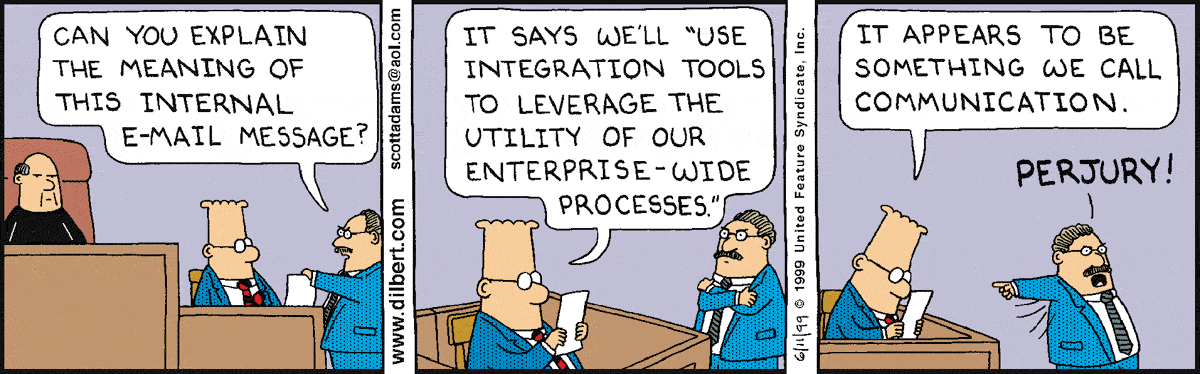 CAN YOU EXPLAIN
THE MEANING OF
THIS INTERNAL
E-MAIL MESSAGE?
www.dilbert.com
scottadams@aol.com
IT SAYS WE'LL "USE
INTEGRATION TOOLS
TO LEVERAGE THE
UTILITY OF OUR
ENTERPRISE-WIDE
PROCESSES."
6/11/99 © 1999 United Feature Syndicate, Inc.
IT APPEARS TO BE
SOMETHING WE CALL
COMMUNICATION.
PERJURY!